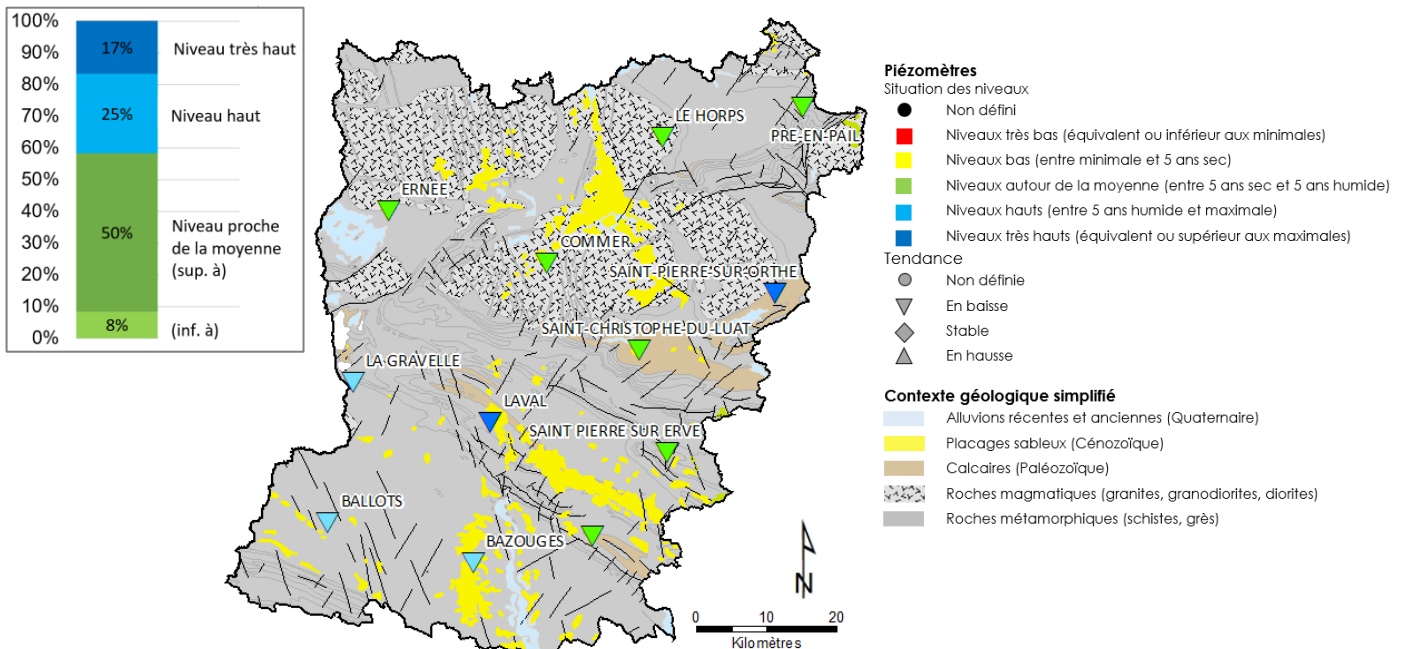 100%
90%
80%
70%
60%
50%
40%
30%
20%
10%
0%
17%
25%
50%
8%
Niveau très haut
Niveau haut
Niveau proche
de la moyenne
(sup. à)
(inf. à)
LE HORPS
PRE-EN-PAIL
ERNEE
COMMER
SAINT-PIERRE-SUR-ORTHE
SAINT-CHRISTOPHE-DU-LUAT
LA GRAVELLE
LAVAL
SAINT PIERRE SUR ERVE
BALLOTS
BAZOUGES
N
0 10 20
Kilomètres
Piézomètres
Situation des niveaux
Non défini
Niveaux très bas (équivalent ou inférieur aux minimales)
Niveaux bas (entre minimale et 5 ans sec)
Niveaux autour de la moyenne (entre 5 ans sec et 5 ans humide)
Niveaux hauts (entre 5 ans humide et maximale)
Niveaux très hauts (équivalent ou supérieur aux maximales)
Tendance
Non définie
En baisse
Stable
En hausse
Contexte géologique simplifié
Alluvions récentes et anciennes (Quaternaire)
Placages sableux (Cénozoïque)
Calcaires (Paléozoïque)
Roches magmatiques (granites, granodiorites, diorites)
Roches métamorphiques (schistes, grès)